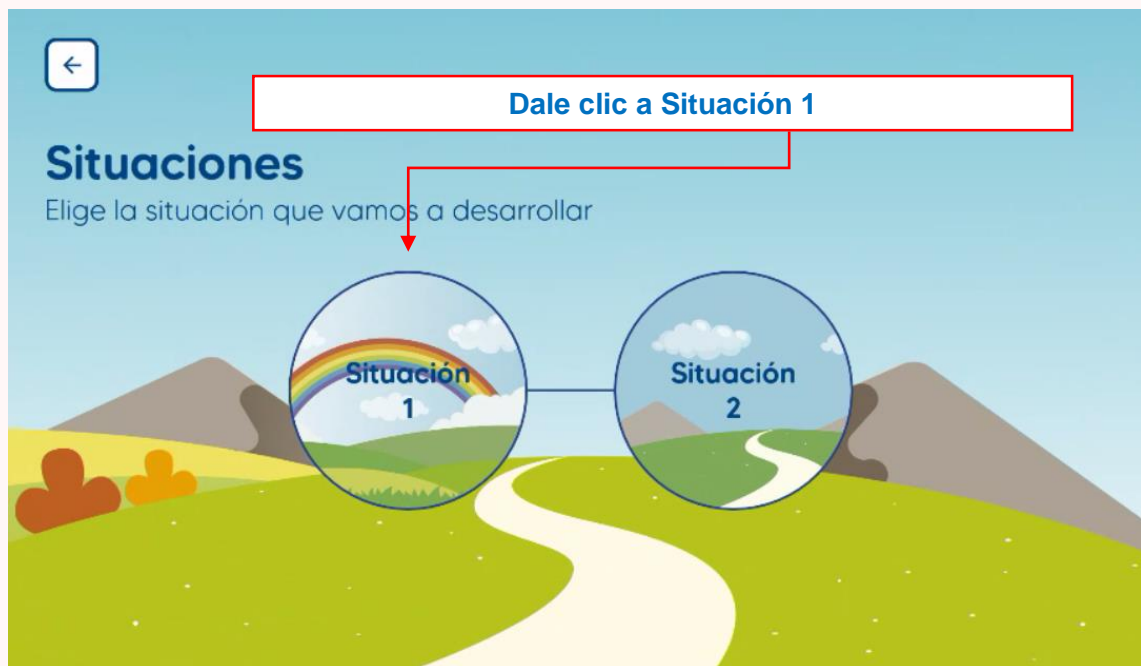 Dale clic a Situación 1
Situaciones
Elige la situación que vamos a desarrollar
Situación
1
Situación
2